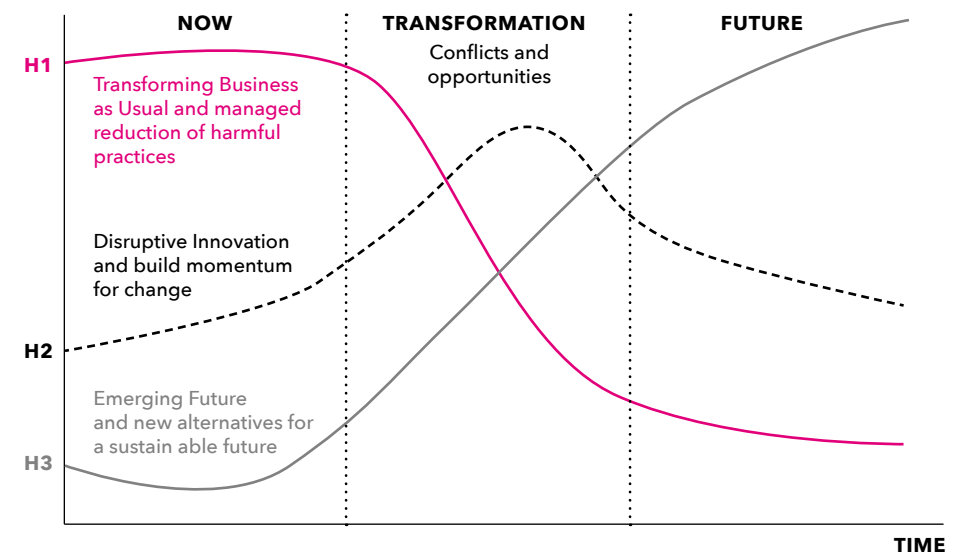 NOW
TRANSFORMATION
FUTURE
Conflicts and
opportunities
H1
Transforming Business
as Usual and managed
reduction of harmful
practices
Disruptive Innovation
and build momentum
for change
H2
Emerging Future
and new alternatives for
a sustain able future
H3
TIME